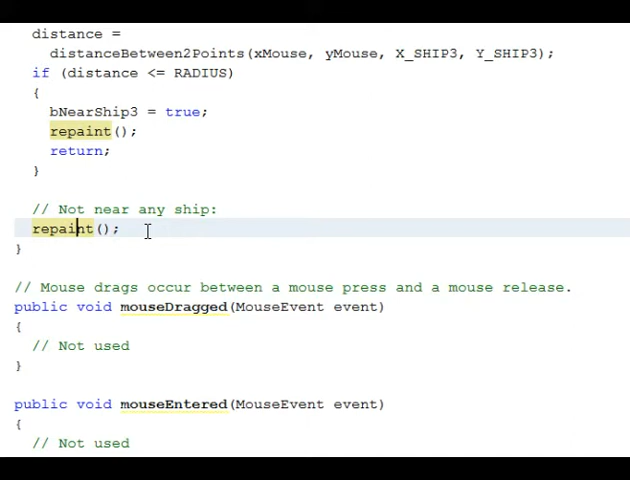 distance =
distanceBetween2Points(xMouse, yMouse, X_SHIP3, Y_SHIP3);
if (distance <= RADIUS)
{
bNearShip3 = true;
repaint();
return;
}
// Not near any ship:
repaint();
}
// Mouse drags occur between a mouse press and a mouse release.
public void mouseDragged(MouseEvent event)
{
// Not used
}
public void mouseEntered(MouseEvent event)
{
// Not used